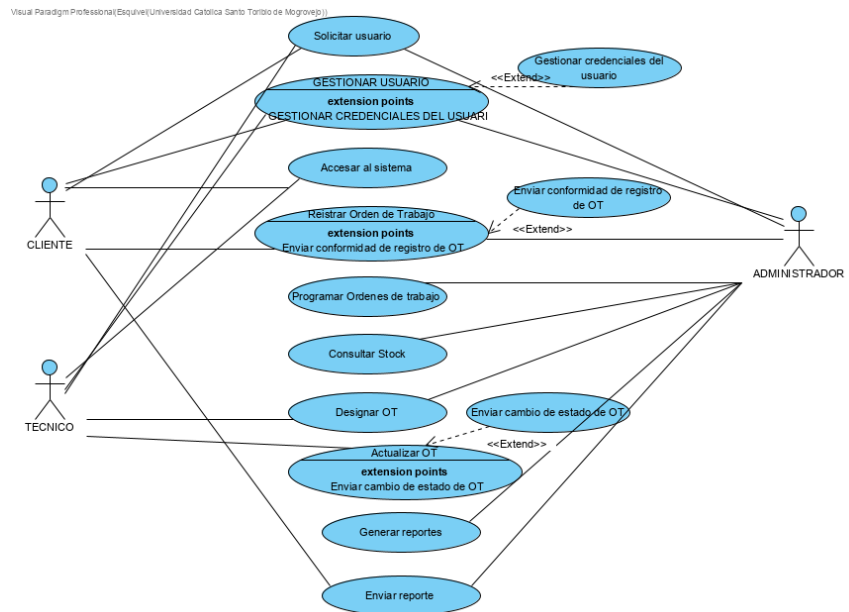 Visual Paradigm Professional(Esquivel(Universidad Catolica Santo Toribio de Mogrovejo))
Solicitar usuario
Gestionar credenciales del
usuario
<<Extend>>
GESTIONAR USUARIO
extension points
GESTIONAR CREDENCIALES DEL USUARI
Accesar al sistema
Enviar conformidad de registro
de OT
<<Extend>>
Reistrar Orden de Trabajo
extension points
Enviar conformidad de registro de OT
CLIENTE
ADMINISTRADOR
Programar Ordenes de trabajo
Consultar Stock
TECNICO
Designar OT
Enviar cambio de estado de OT
<<Extend>>
Actualizar OT
extension points
Enviar cambio de estado de OT
Generar reportes
Enviar reporte